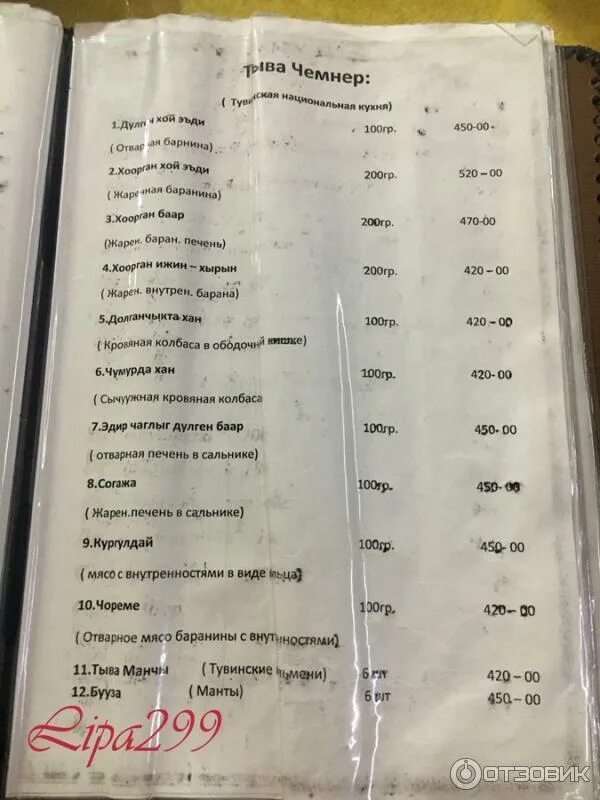 Тыва Чемнер:
( Тувинская национальная кухня)
1.Дулген хой эъди 100гр. 450-00
( Отварная барнина)
2.Хоорган хой эъди 200гр. 520 – 00
( Жаренная баранина)
3.Хоорган баар 200гр. 470-00
(Жарен. баран. печень)
4.Хоорган ижин – хырын 200гр. 420 – 00
( Жарен. внутрен. барана)
5.Долганчыкта хан 100гр. 420 – 00
( Кровяная колбаса в ободочной кишке)
6.Чумурда хан 100гр. 420- 00
( Сычуужная кровяная колбаса
7.Эдир чаглыг дулген баар 100гр. 450- 00
( отварная печень в сальнике)
8.Согажа 100гр. 450 – 00
( Жарен.печень в сальнике)
9.Кургулдай 100гр. 450- 00
( мясо с внутренностями в виде
10.Чореме 100гр. 420 – 00
( Отварное мясо баранины с внутренностями)
11.Тыва Манчы ( Тувинские пельмени) 6 шт 420 – 00
12.Бууза ( Манты) 6 шт 450 – 00
Lipa299
ОТЗОВИК